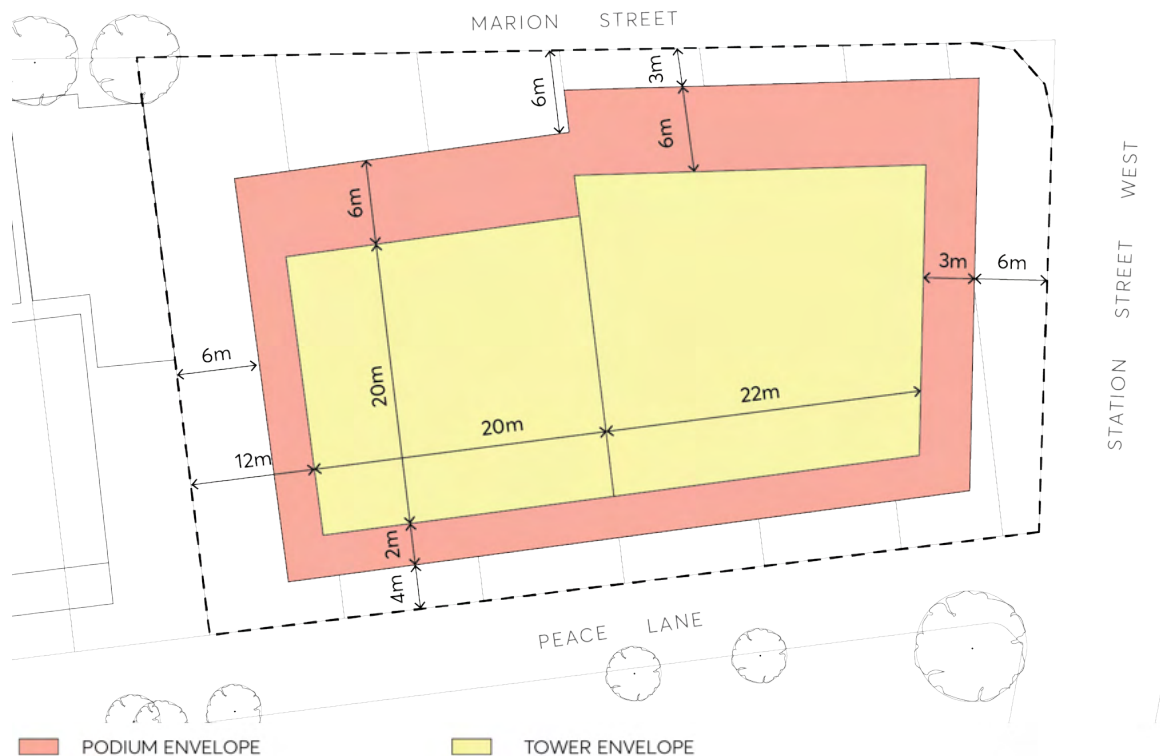 MARION STREET
6m
3m
6m
6m
STATION STREET WEST
3m
6m
6m
20m
22m
20m
12m
2m
4m
PEACE LANE
PODIUM ENVELOPE
TOWER ENVELOPE